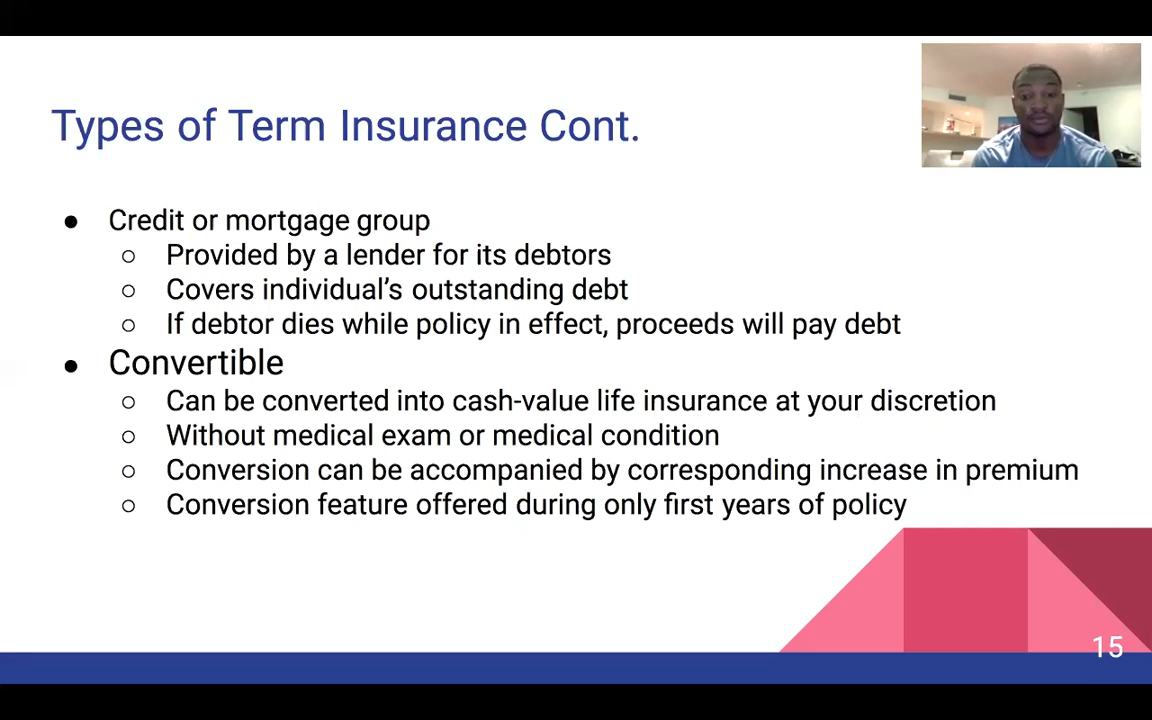 Types of Term Insurance Cont.
● Credit or mortgage group
○ Provided by a lender for its debtors
○ Covers individual’s outstanding debt
○ If debtor dies while policy in effect, proceeds will pay debt
● Convertible
○ Can be converted into cash-value life insurance at your discretion
○ Without medical exam or medical condition
○ Conversion can be accompanied by corresponding increase in premium
○ Conversion feature offered during only first years of policy
15